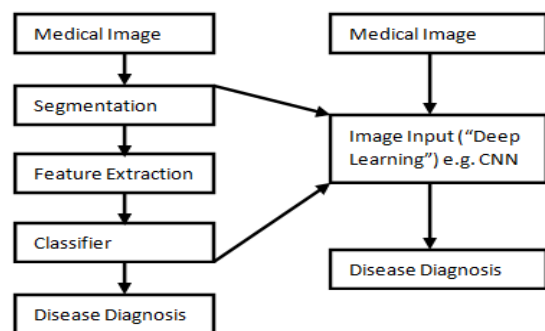 Medical Image
Segmentation
Feature Extraction
Classifier
Disease Diagnosis
Medical Image
Image Input (“Deep
Learning”) e.g. CNN
Disease Diagnosis